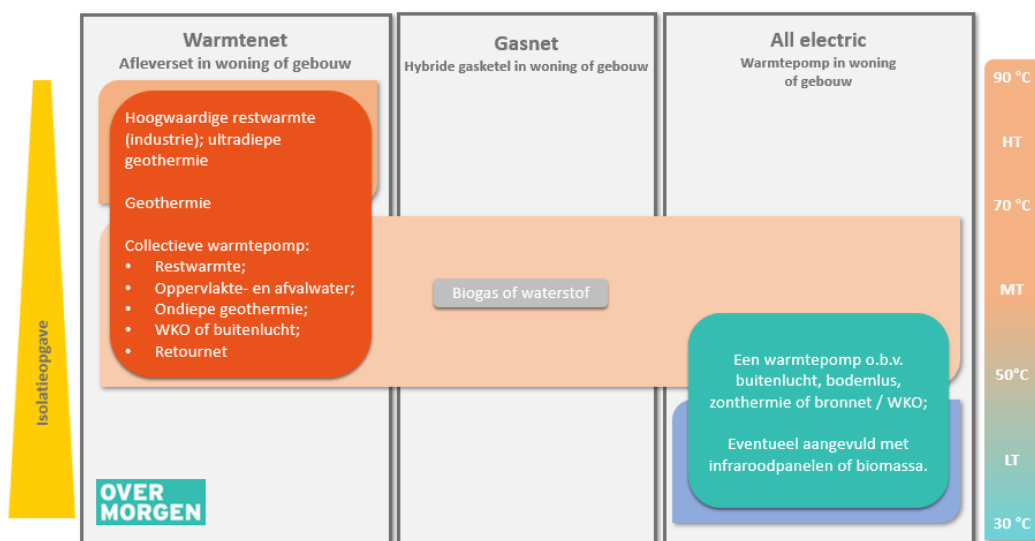 Warmtenet
Afleverset in woning of gebouw
Gasnet
Hybride gasketel in woning of gebouw
All electric
Warmtepomp in woning
of gebouw
Isolatieopgave
Hoogwaardige restwarmte
(industrie); ultradiepe
geothermie
Geothermie
Collectieve warmtepomp:
• Restwarmte;
• Oppervlakte- en afvalwater;
• Ondiepe geothermie;
• WKO of buitenlucht;
• Retournet
Biogas of waterstof
Een warmtepomp o.b.v.
buitenlucht, bodemlus,
zonthermie of bronnet / WKO;
Eventueel aangevuld met
infraroodpanelen of biomassa.
90 °C
HT
70 °C
MT
50°C
LT
30 °C
OVER
MORGEN